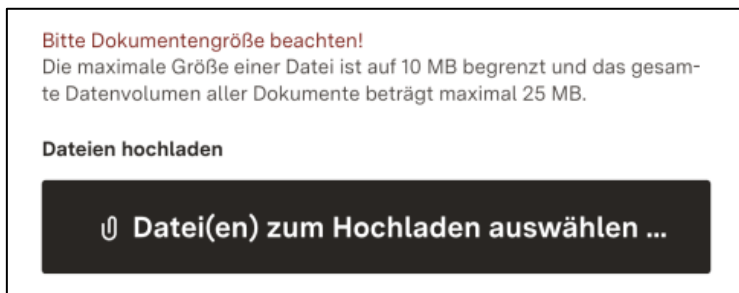 Bitte Dokumentengröße beachten!
Die maximale Größe einer Datei ist auf 10 MB begrenzt und das gesam-
te Datenvolumen aller Dokumente beträgt maximal 25 MB.
Dateien hochladen
Datei(en) zum Hochladen auswählen ...